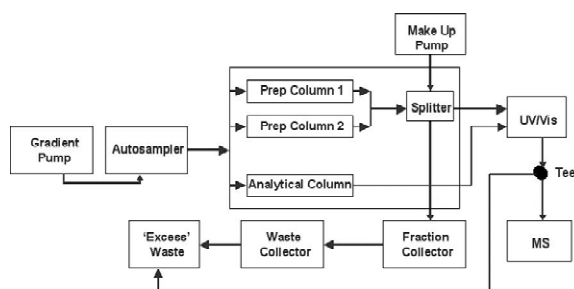 Make Up
Pump
Prep Column 1
Splitter
Prep Column 2
UV/Vis
Gradient
Pump
Autosampler
Tee
Analytical Column
'Excess'
Waste
Waste
Collector
Fraction
Collector
MS